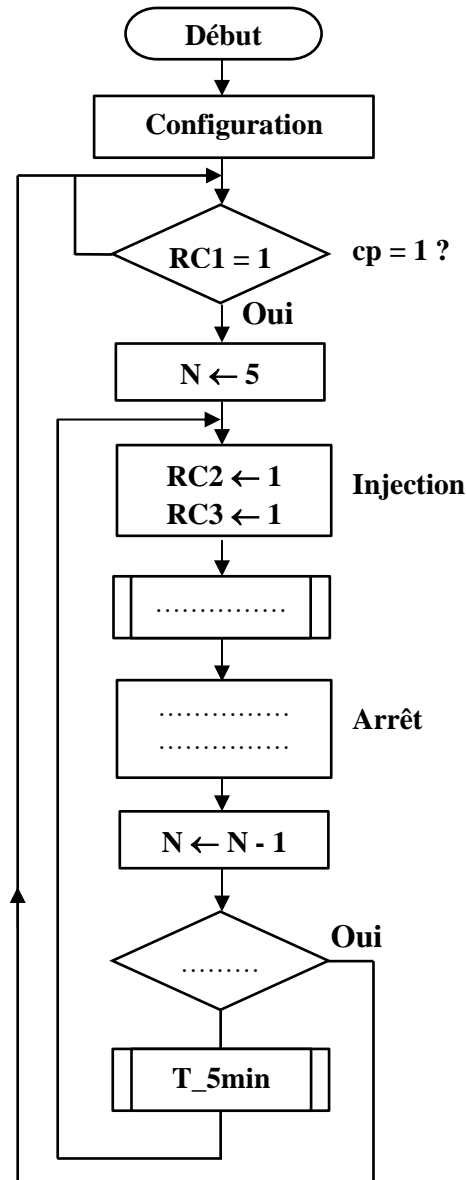 Début
Configuration
RC1 = 1
cp = 1 ?
Oui
N ← 5
RC2 ← 1
RC3 ← 1
Injection
……………
……………
……………
Arrêt
N ← N - 1
Oui
………
T_5min